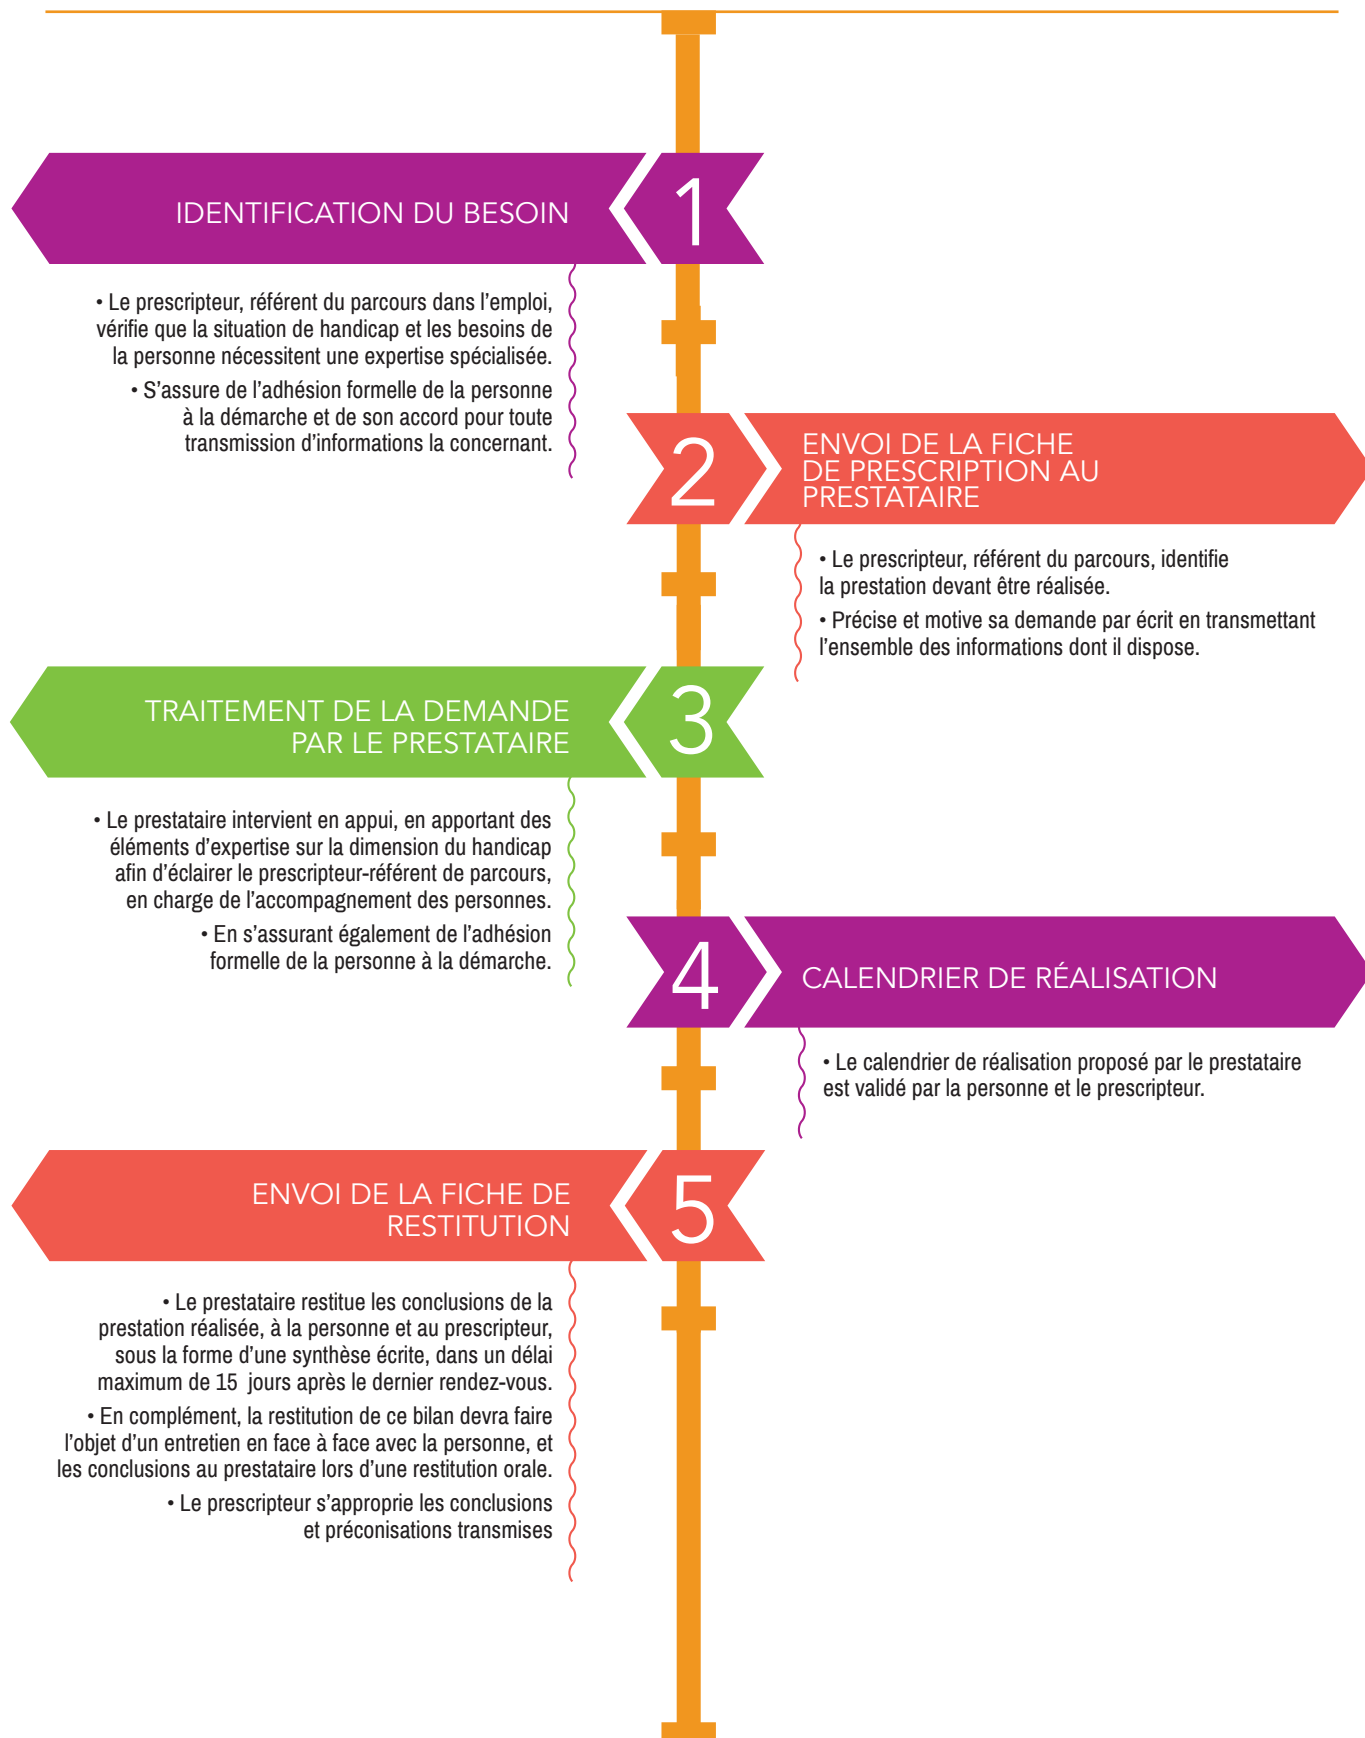 1
IDENTIFICATION DU BESOIN
• Le prescripteur, référent du parcours dans l'emploi,
vérifie que la situation de handicap et les besoins de
la personne nécessitent une expertise spécialisée.
• S'assure de l'adhésion formelle de la personne
à la démarche et de son accord pour toute
transmission d'informations la concernant.
2
ENVOI DE LA FICHE
DE PRESCRIPTION AU
PRESTATAIRE
• Le prescripteur, référent du parcours, identifie
la prestation devant être réalisée.
• Précise et motive sa demande par écrit en transmettant
l'ensemble des informations dont il dispose.
3
TRAITEMENT DE LA DEMANDE
PAR LE PRESTATAIRE
• Le prestataire intervient en appui, en apportant des
éléments d'expertise sur la dimension du handicap
afin d'éclairer le prescripteur-référent de parcours,
en charge de l'accompagnement des personnes.
• En s'assurant également de l'adhésion
formelle de la personne à la démarche.
4
CALENDRIER DE RÉALISATION
• Le calendrier de réalisation proposé par le prestataire
est validé par la personne et le prescripteur.
5
ENVOI DE LA FICHE DE
RESTITUTION
• Le prestataire restitue les conclusions de la
prestation réalisée, à la personne et au prescripteur,
sous la forme d'une synthèse écrite, dans un délai
maximum de 15 jours après le dernier rendez-vous.
• En complément, la restitution de ce bilan devra faire
l'objet d'un entretien en face à face avec la personne, et
les conclusions au prestataire lors d'une restitution orale.
• Le prescripteur s'approprie les conclusions
et préconisations transmises